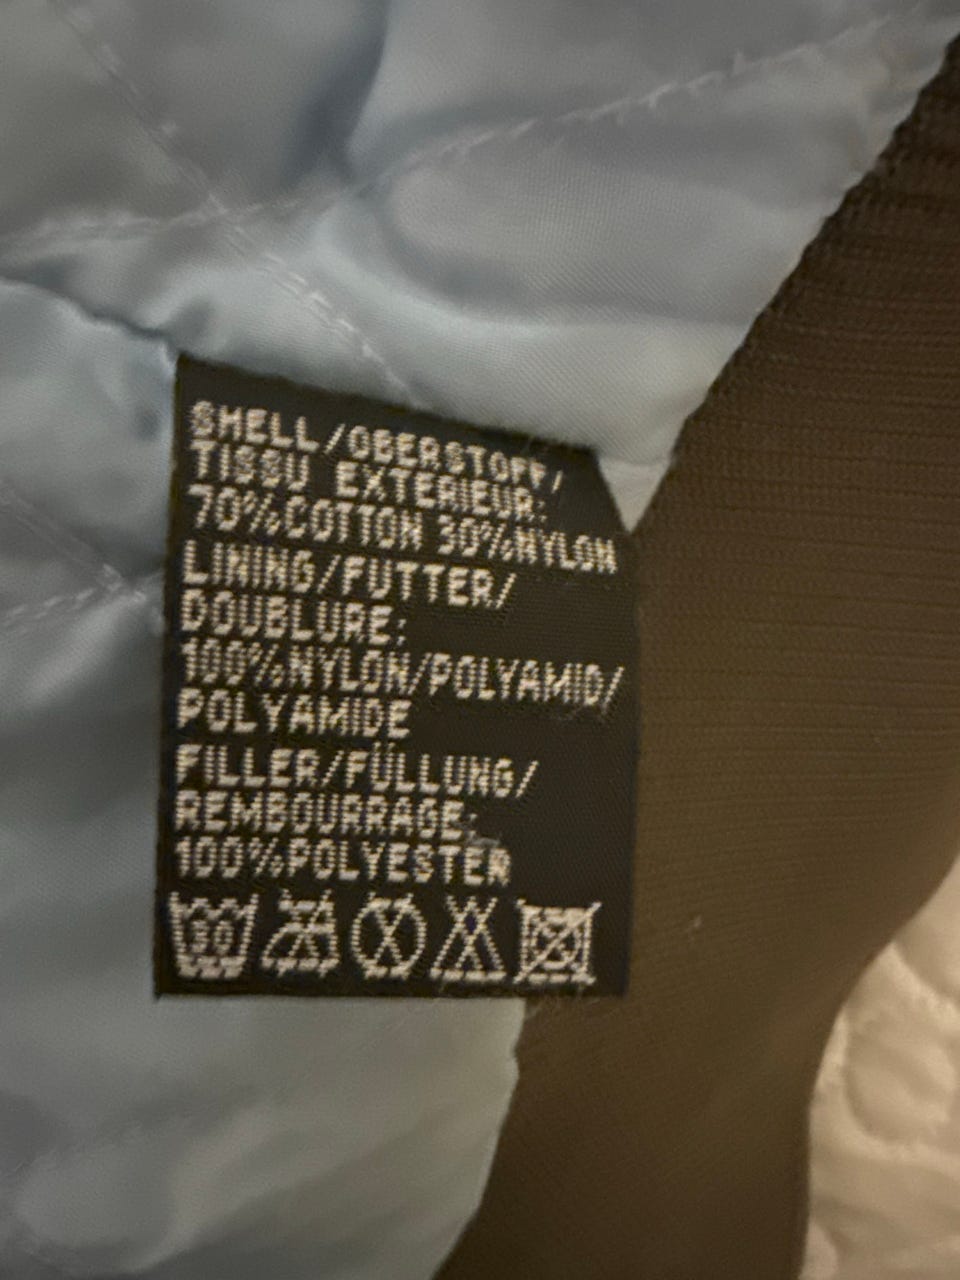 SHELL/OBERSTOFF/
TISSU EXTERIEUR:
70%COTTON 30%NYLON
LINING/FUTTER/
DOUBLURE:
100%NYLON/POLYAMID/
POLYAMIDE
FILLER/FÜLLUNG/
REMBOURRAGE:
100%POLYESTER
30